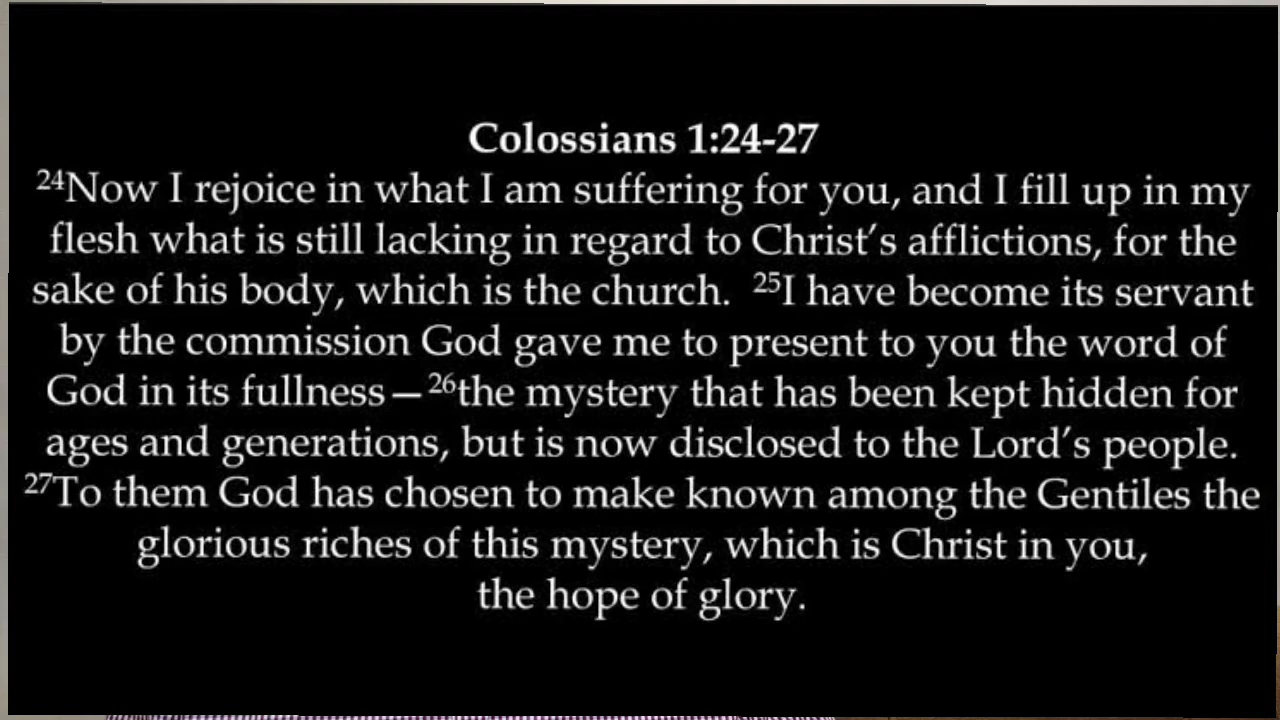 Colossians 1:24-27
²⁴Now I rejoice in what I am suffering for you, and I fill up in my
flesh what is still lacking in regard to Christ’s afflictions, for the
sake of his body, which is the church.  ²⁵I have become its servant
by the commission God gave me to present to you the word of
God in its fullness—²⁶the mystery that has been kept hidden for
ages and generations, but is now disclosed to the Lord’s people.
²⁷To them God has chosen to make known among the Gentiles the
glorious riches of this mystery, which is Christ in you,
the hope of glory.